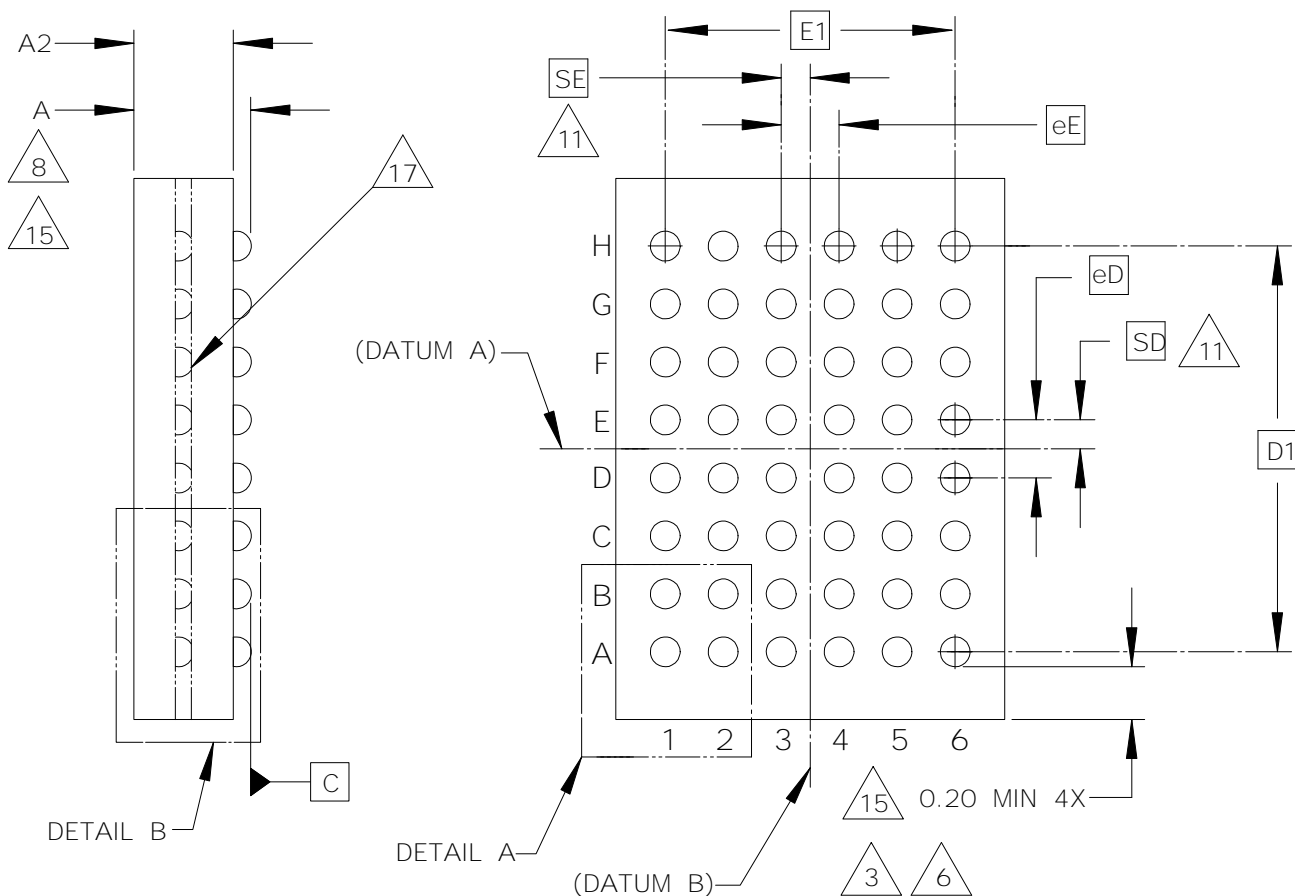 A2
E1
SE
A
11
eE
8
17
15
H
G
eD
(DATUM A)
F
SD
11
E
D1
D
C
B
A
1 2 3 4 5 6
C
15 0.20 MIN 4X
DETAIL B
DETAIL A
(DATUM B)
3 6